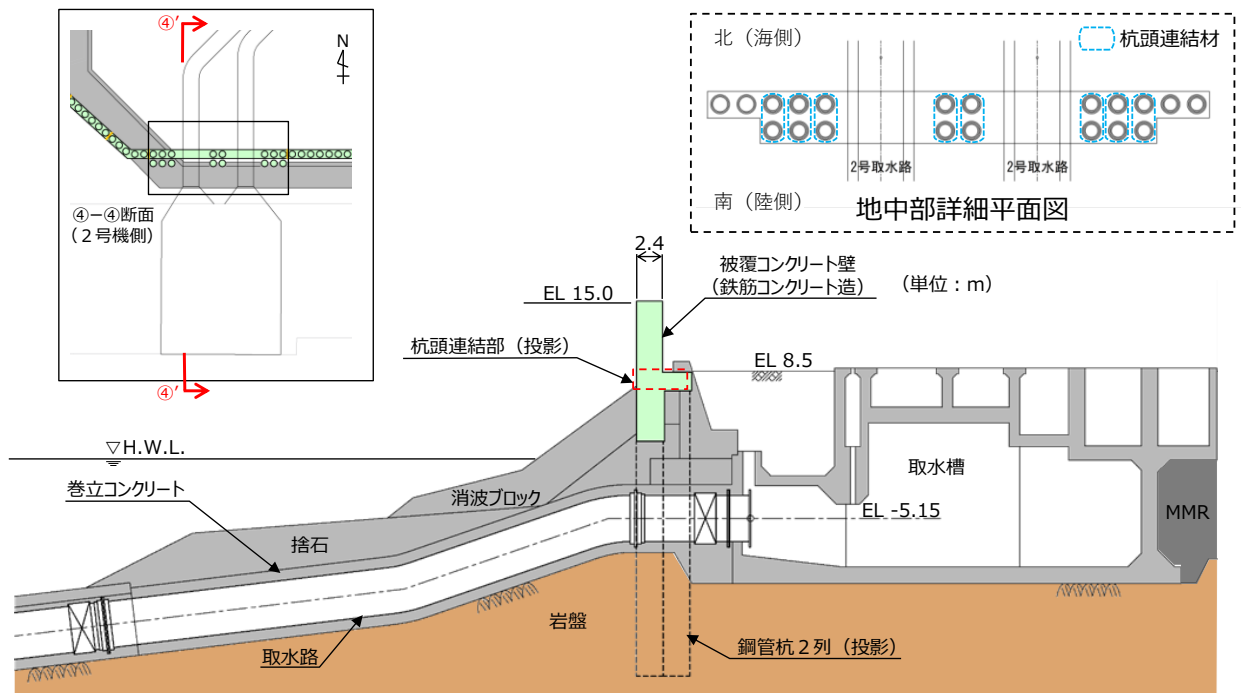 ④’
N
④－④断面
（２号機側）
④’
北（海側）
杭頭連結材
2号取水路
2号取水路
南（陸側）
地中部詳細平面図
2.4
被覆コンクリート壁
（鉄筋コンクリート造）
（単位：m）
EL 15.0
杭頭連結部（投影）
EL 8.5
▽H.W.L.
巻立コンクリート
消波ブロック
取水槽
捨石
EL -5.15
MMR
岩盤
取水路
鋼管杭２列（投影）